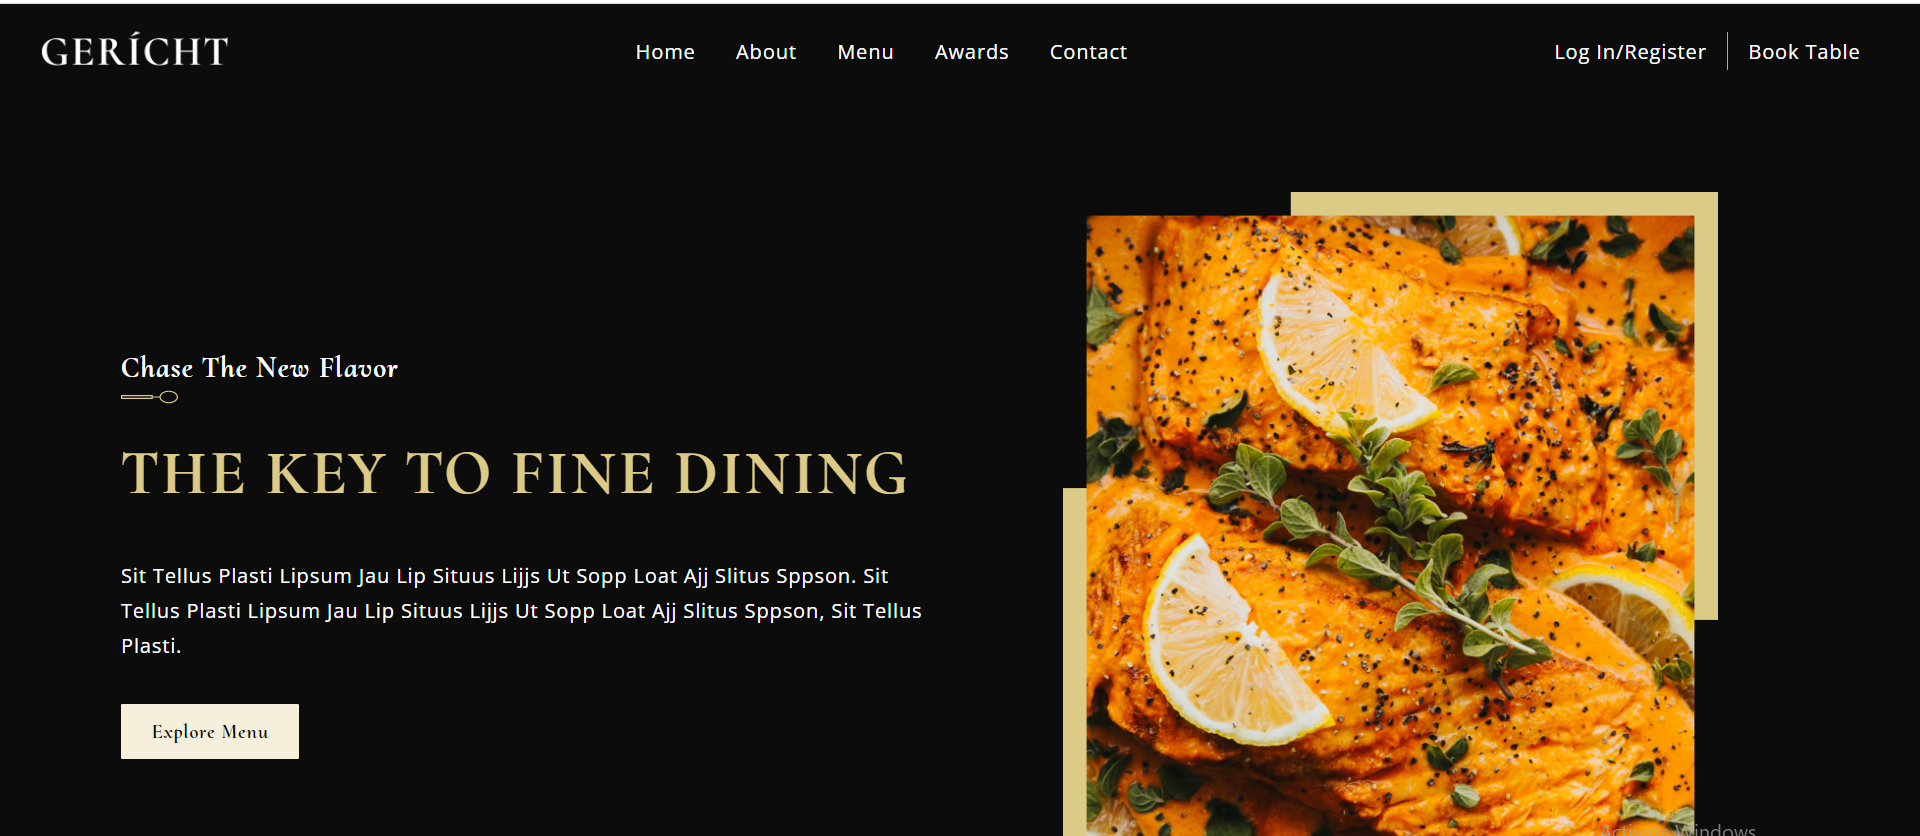 GERÍCHT
Home About Menu Awards Contact
Log In/Register Book Table
Chase The New Flavor
THE KEY TO FINE DINING
Sit Tellus Plasti Lipsum Jau Lip Situus Lijjs Ut Sopp Loat Ajj Slitus Sppson. Sit
Tellus Plasti Lipsum Jau Lip Situus Lijjs Ut Sopp Loat Ajj Slitus Sppson, Sit Tellus
Plasti.
Explore Menu
Activate Windows